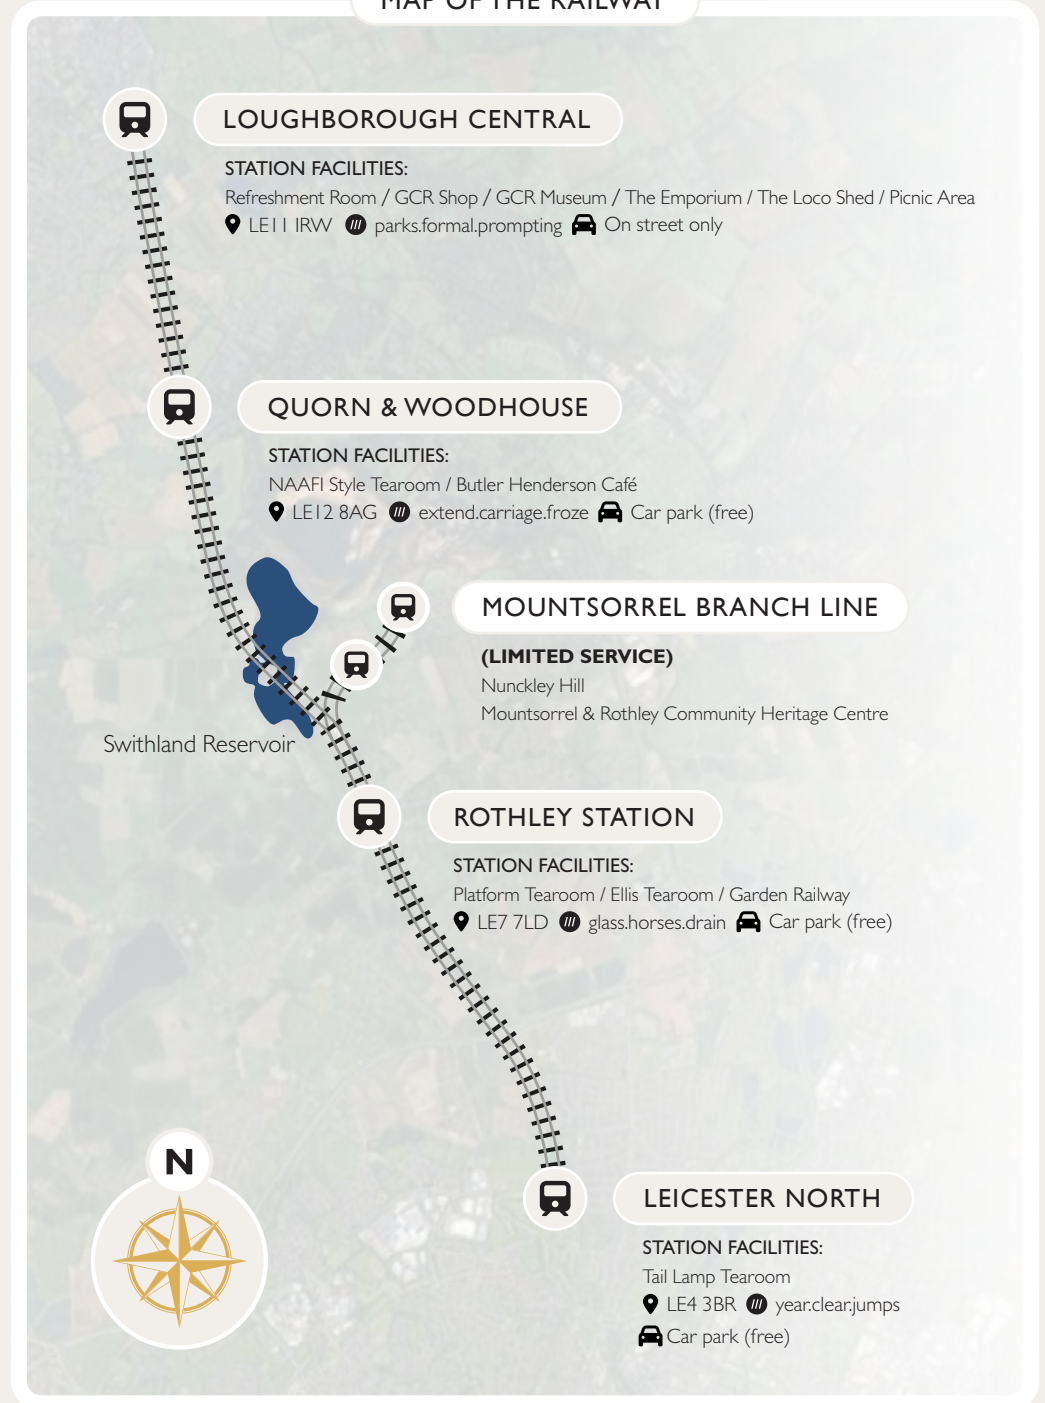 MAP OF THE RAILWAY
LOUGHBOROUGH CENTRAL
STATION FACILITIES:
Refreshment Room / GCR Shop / GCR Museum / The Emporium / The Loco Shed / Picnic Area
LE11 1RW /// parks.formal.prompting On street only
QUORN & WOODHOUSE
STATION FACILITIES:
NAAFI Style Tearoom / Butler Henderson Café
LE12 8AG /// extend.carriage.froze Car park (free)
MOUNTSORREL BRANCH LINE
(LIMITED SERVICE)
Nunckley Hill
Mountsorrel & Rothley Community Heritage Centre
Swithland Reservoir
ROTHLEY STATION
STATION FACILITIES:
Platform Tearoom / Ellis Tearoom / Garden Railway
LE7 7LD /// glass.horses.drain Car park (free)
N
LEICESTER NORTH
STATION FACILITIES:
Tail Lamp Tearoom
LE4 3BR /// year.clear.jumps
Car park (free)